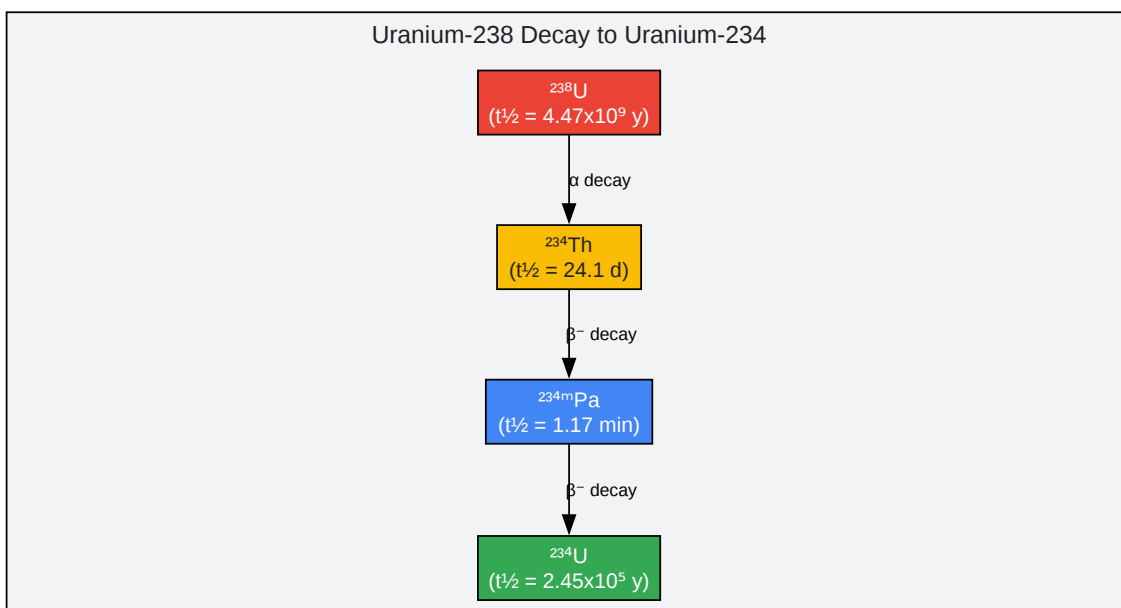 Uranium-238 Decay to Uranium-234
²³⁸U
(t½ = 4.47x10⁹ y)
α decay
²³⁴Th
(t½ = 24.1 d)
β⁻ decay
²³⁴ᵐPa
(t½ = 1.17 min)
β⁻ decay
²³⁴U
(t½ = 2.45x10⁵ y)